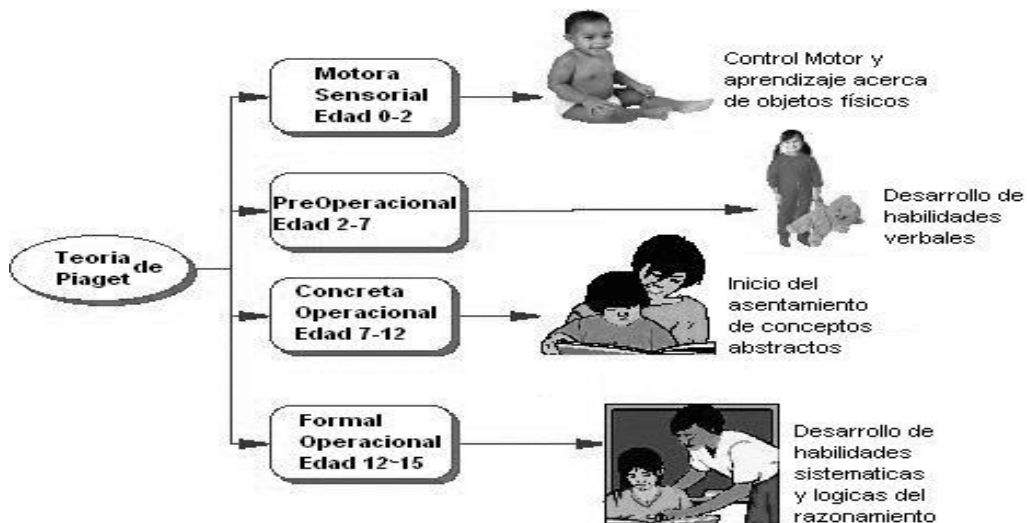 Teoria de
Piaget
Motora
Sensorial
Edad 0-2
Control Motor y
aprendizaje acerca
de objetos físicos
PreOperacional
Edad 2-7
Desarrollo de
habilidades
verbales
Concreta
Operacional
Edad 7-12
Inicio del
asentamiento
de conceptos
abstractos
Formal
Operacional
Edad 12-15
Desarrollo de
habilidades
sistematicas
y logicas del
razonamiento